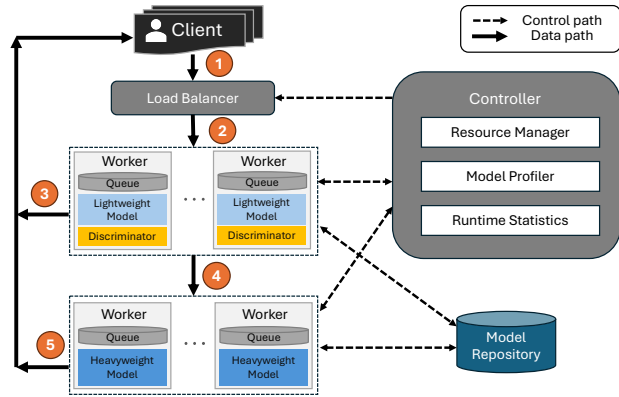 Client
Control path
Data path
1
Load Balancer
Controller
Resource Manager
Model Profiler
Runtime Statistics
2
Worker
Queue
Lightweight
Model
Discriminator
...
Worker
Queue
Lightweight
Model
Discriminator
3
4
Worker
Queue
Heavyweight
Model
...
Worker
Queue
Heavyweight
Model
5
Model
Repository